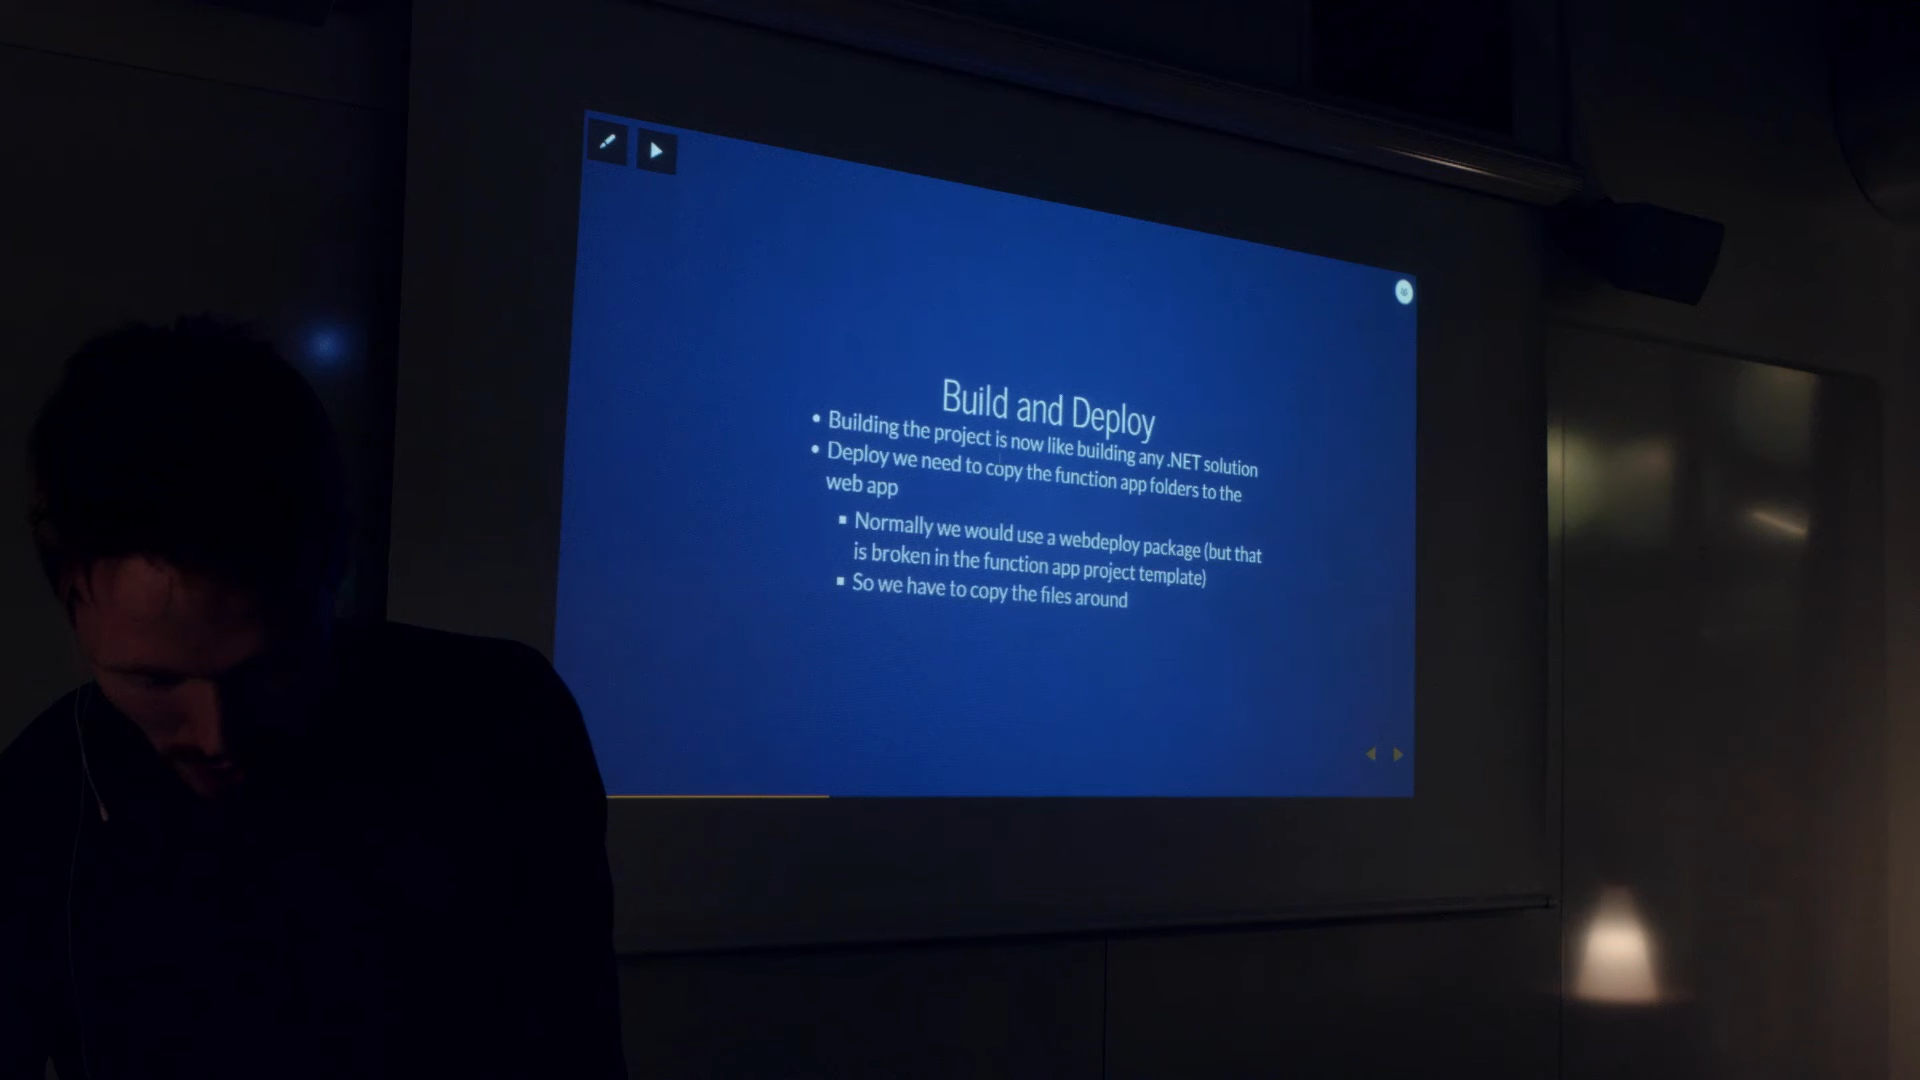 Build and Deploy
• Building the project is now like building any .NET solution
• Deploy we need to copy the function app folders to the
web app
▪ Normally we would use a webdeploy package (but that
is broken in the function app project template)
▪ So we have to copy the files around